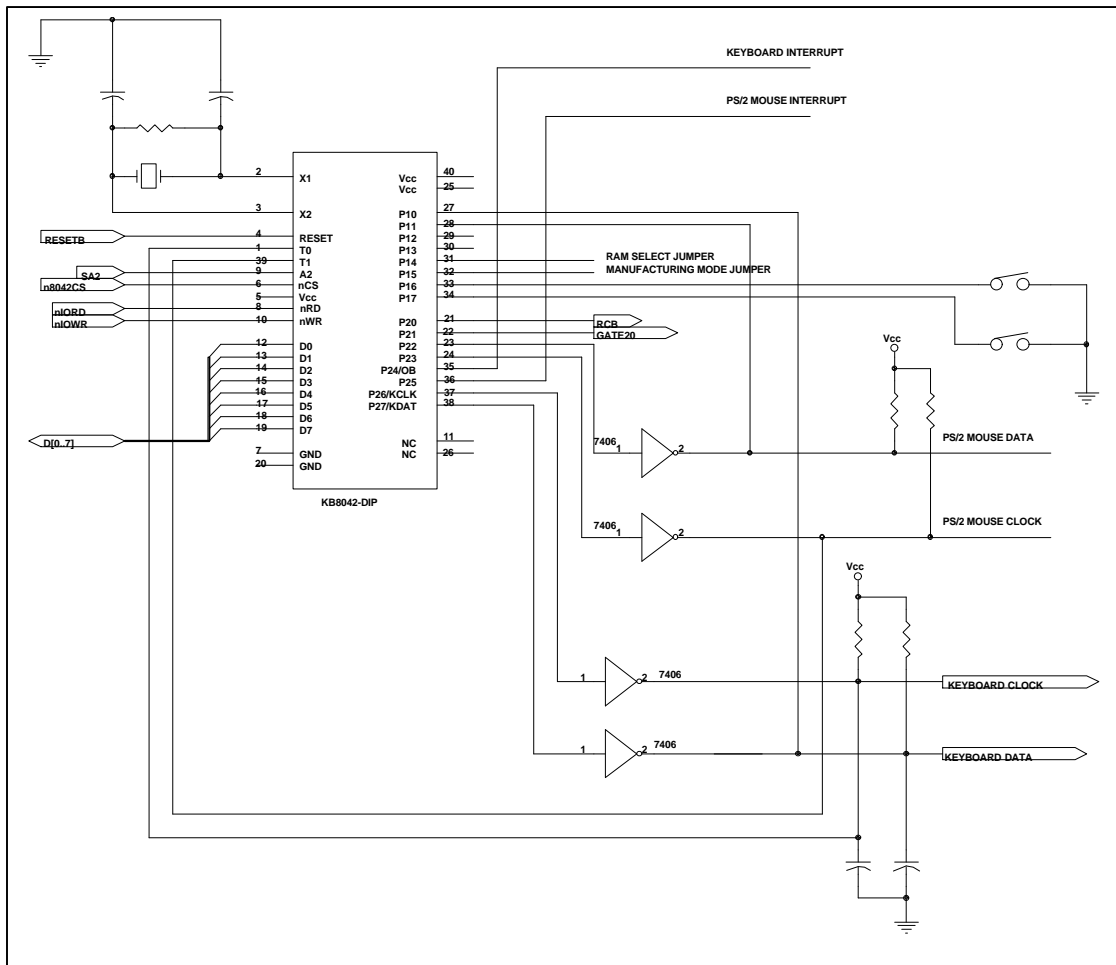 KEYBOARD INTERRUPT
PS/2 MOUSE INTERRUPT
2 X1 Vcc 40
Vcc 25
3 X2 P10 27
P11 28
4 RESET P12 29
RESETB
1 T0 P13 30
39 T1 P14 31 RAM SELECT JUMPER
SA2 9 A2 P15 32 MANUFACTURING MODE JUMPER
n8042CS 6 nCS P16 33
5 Vcc P17 34
nIORD 8 nRD
nIOWR 10 nWR P20 21 RCB
P21 22 GATE20
12 D0 P22 23
13 D1 P23 24
14 D2 P24/OB 35
15 D3 P25 36
16 D4 P26/KCLK 37
17 D5 P27/KDAT 38
18 D6
19 D7
D[0..7]
NC 11
7 GND NC 26
20 GND
KB8042-DIP
Vcc
7406 1 2 PS/2 MOUSE DATA
7406 1 2 PS/2 MOUSE CLOCK
Vcc
1 2 7406 KEYBOARD CLOCK
1 2 7406 KEYBOARD DATA